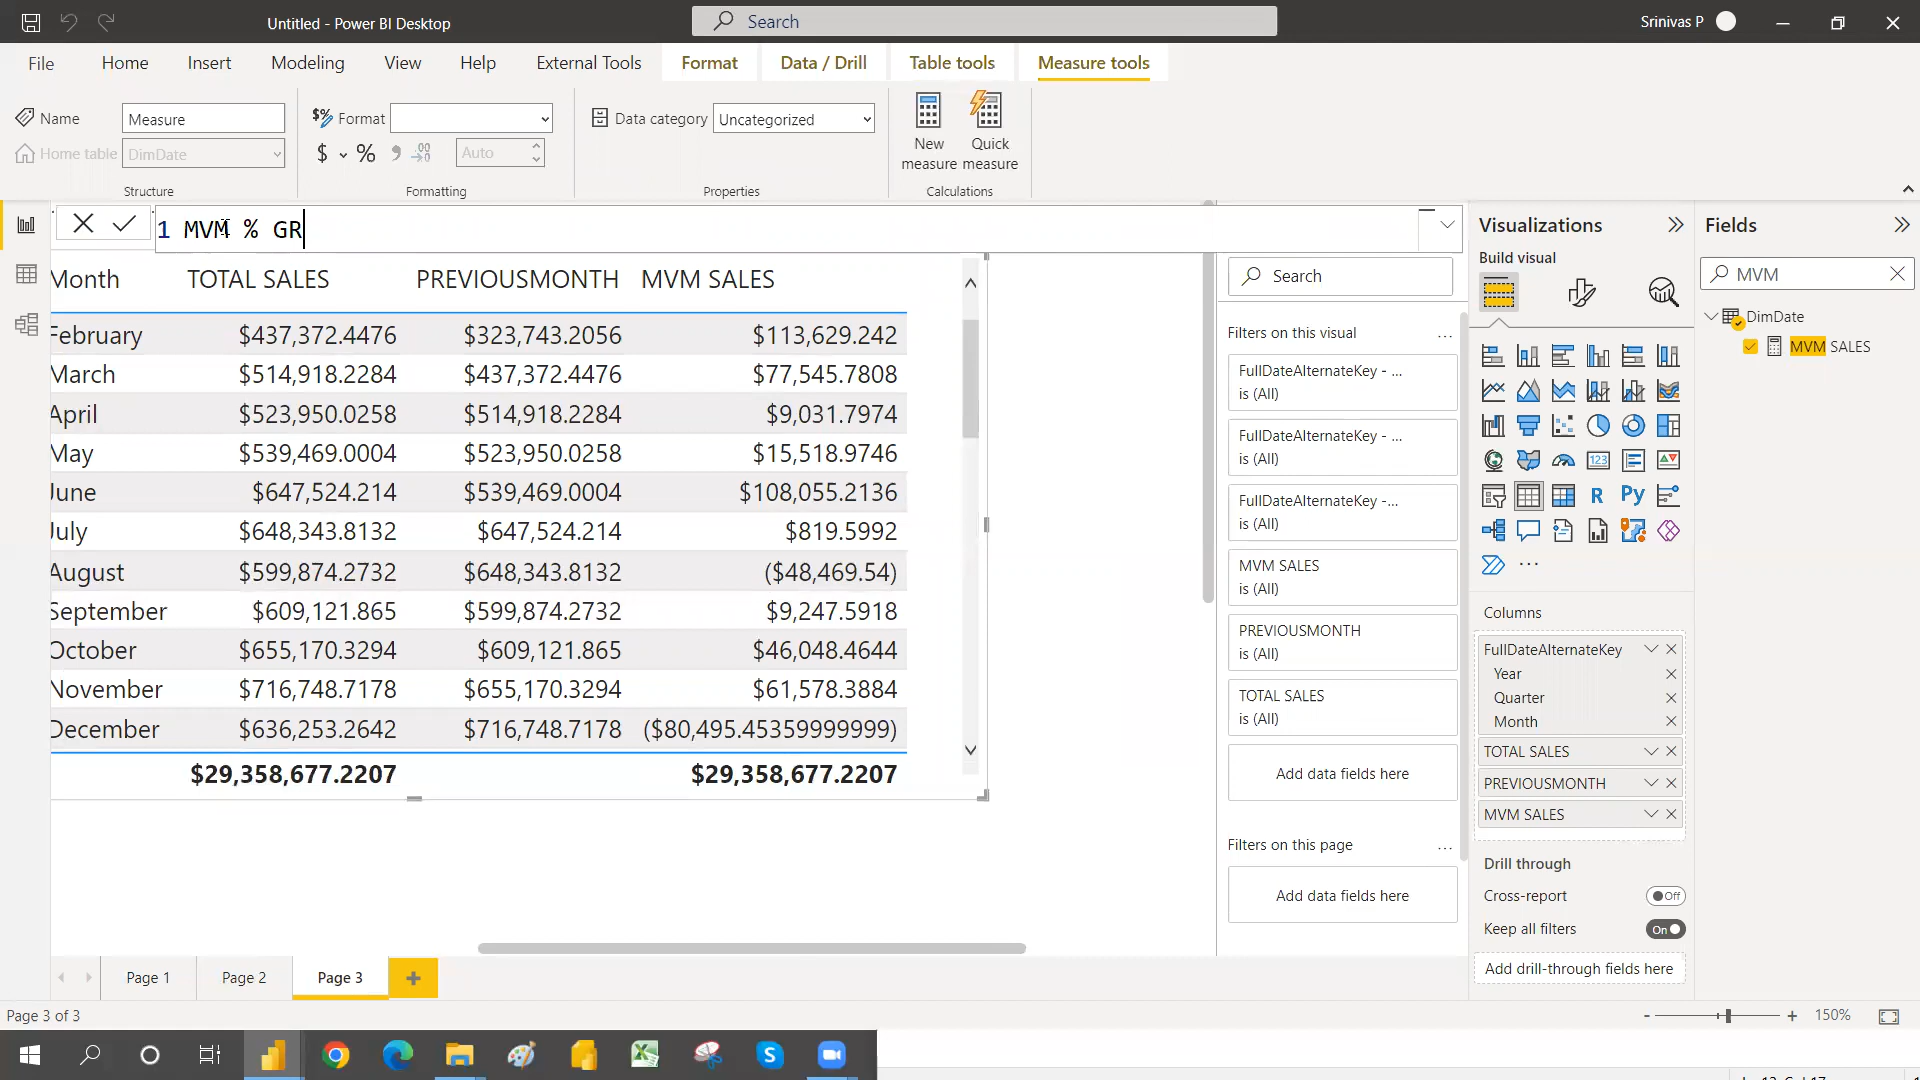 Untitled - Power BI Desktop
Search
Srinivas P
File
Home
Insert
Modeling
View
Help
External Tools
Format
Data / Drill
Table tools
Measure tools
Name
Measure
Home table
DimDate
Structure
Format
$
%
Auto
Formatting
Data category
Uncategorized
Properties
New measure
Quick measure
Calculations
1 MVM % GR
Month TOTAL SALES PREVIOUSMONTH MVM SALES
February $437,372.4476 $323,743.2056 $113,629.242
March $514,918.2284 $437,372.4476 $77,545.7808
April $523,950.0258 $514,918.2284 $9,031.7974
May $539,469.0004 $523,950.0258 $15,518.9746
June $647,524.214 $539,469.0004 $108,055.2136
July $648,343.8132 $647,524.214 $819.5992
August $599,874.2732 $648,343.8132 ($48,469.54)
September $609,121.865 $599,874.2732 $9,247.5918
October $655,170.3294 $609,121.865 $46,048.4644
November $716,748.7178 $655,170.3294 $61,578.3884
December $636,253.2642 $716,748.7178 ($80,495.45359999999)
$29,358,677.2207 $29,358,677.2207
Search
Filters on this visual ...
FullDateAlternateKey - ...
is (All)
FullDateAlternateKey - ...
is (All)
FullDateAlternateKey -...
is (All)
MVM SALES
is (All)
PREVIOUSMONTH
is (All)
TOTAL SALES
is (All)
Add data fields here
Filters on this page ...
Add data fields here
Visualizations
Build visual
123
R
Py
...
Columns
FullDateAlternateKey
Year
Quarter
Month
TOTAL SALES
PREVIOUSMONTH
MVM SALES
Drill through
Cross-report Off
Keep all filters On
Add drill-through fields here
Fields
MVM
DimDate
MVM SALES
Page 1
Page 2
Page 3
+
Page 3 of 3
- + 150%